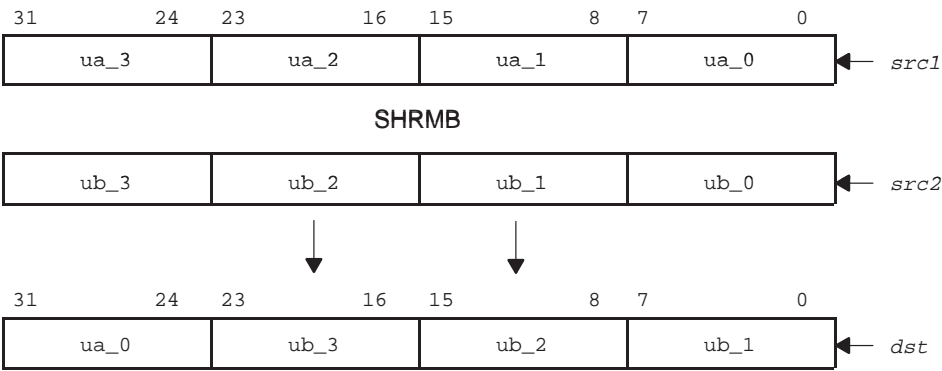 31 24 23 16 15 8 7 0
ua_3 ua_2 ua_1 ua_0 src1
SHRMB
ub_3 ub_2 ub_1 ub_0 src2
31 24 23 16 15 8 7 0
ua_0 ub_3 ub_2 ub_1 dst